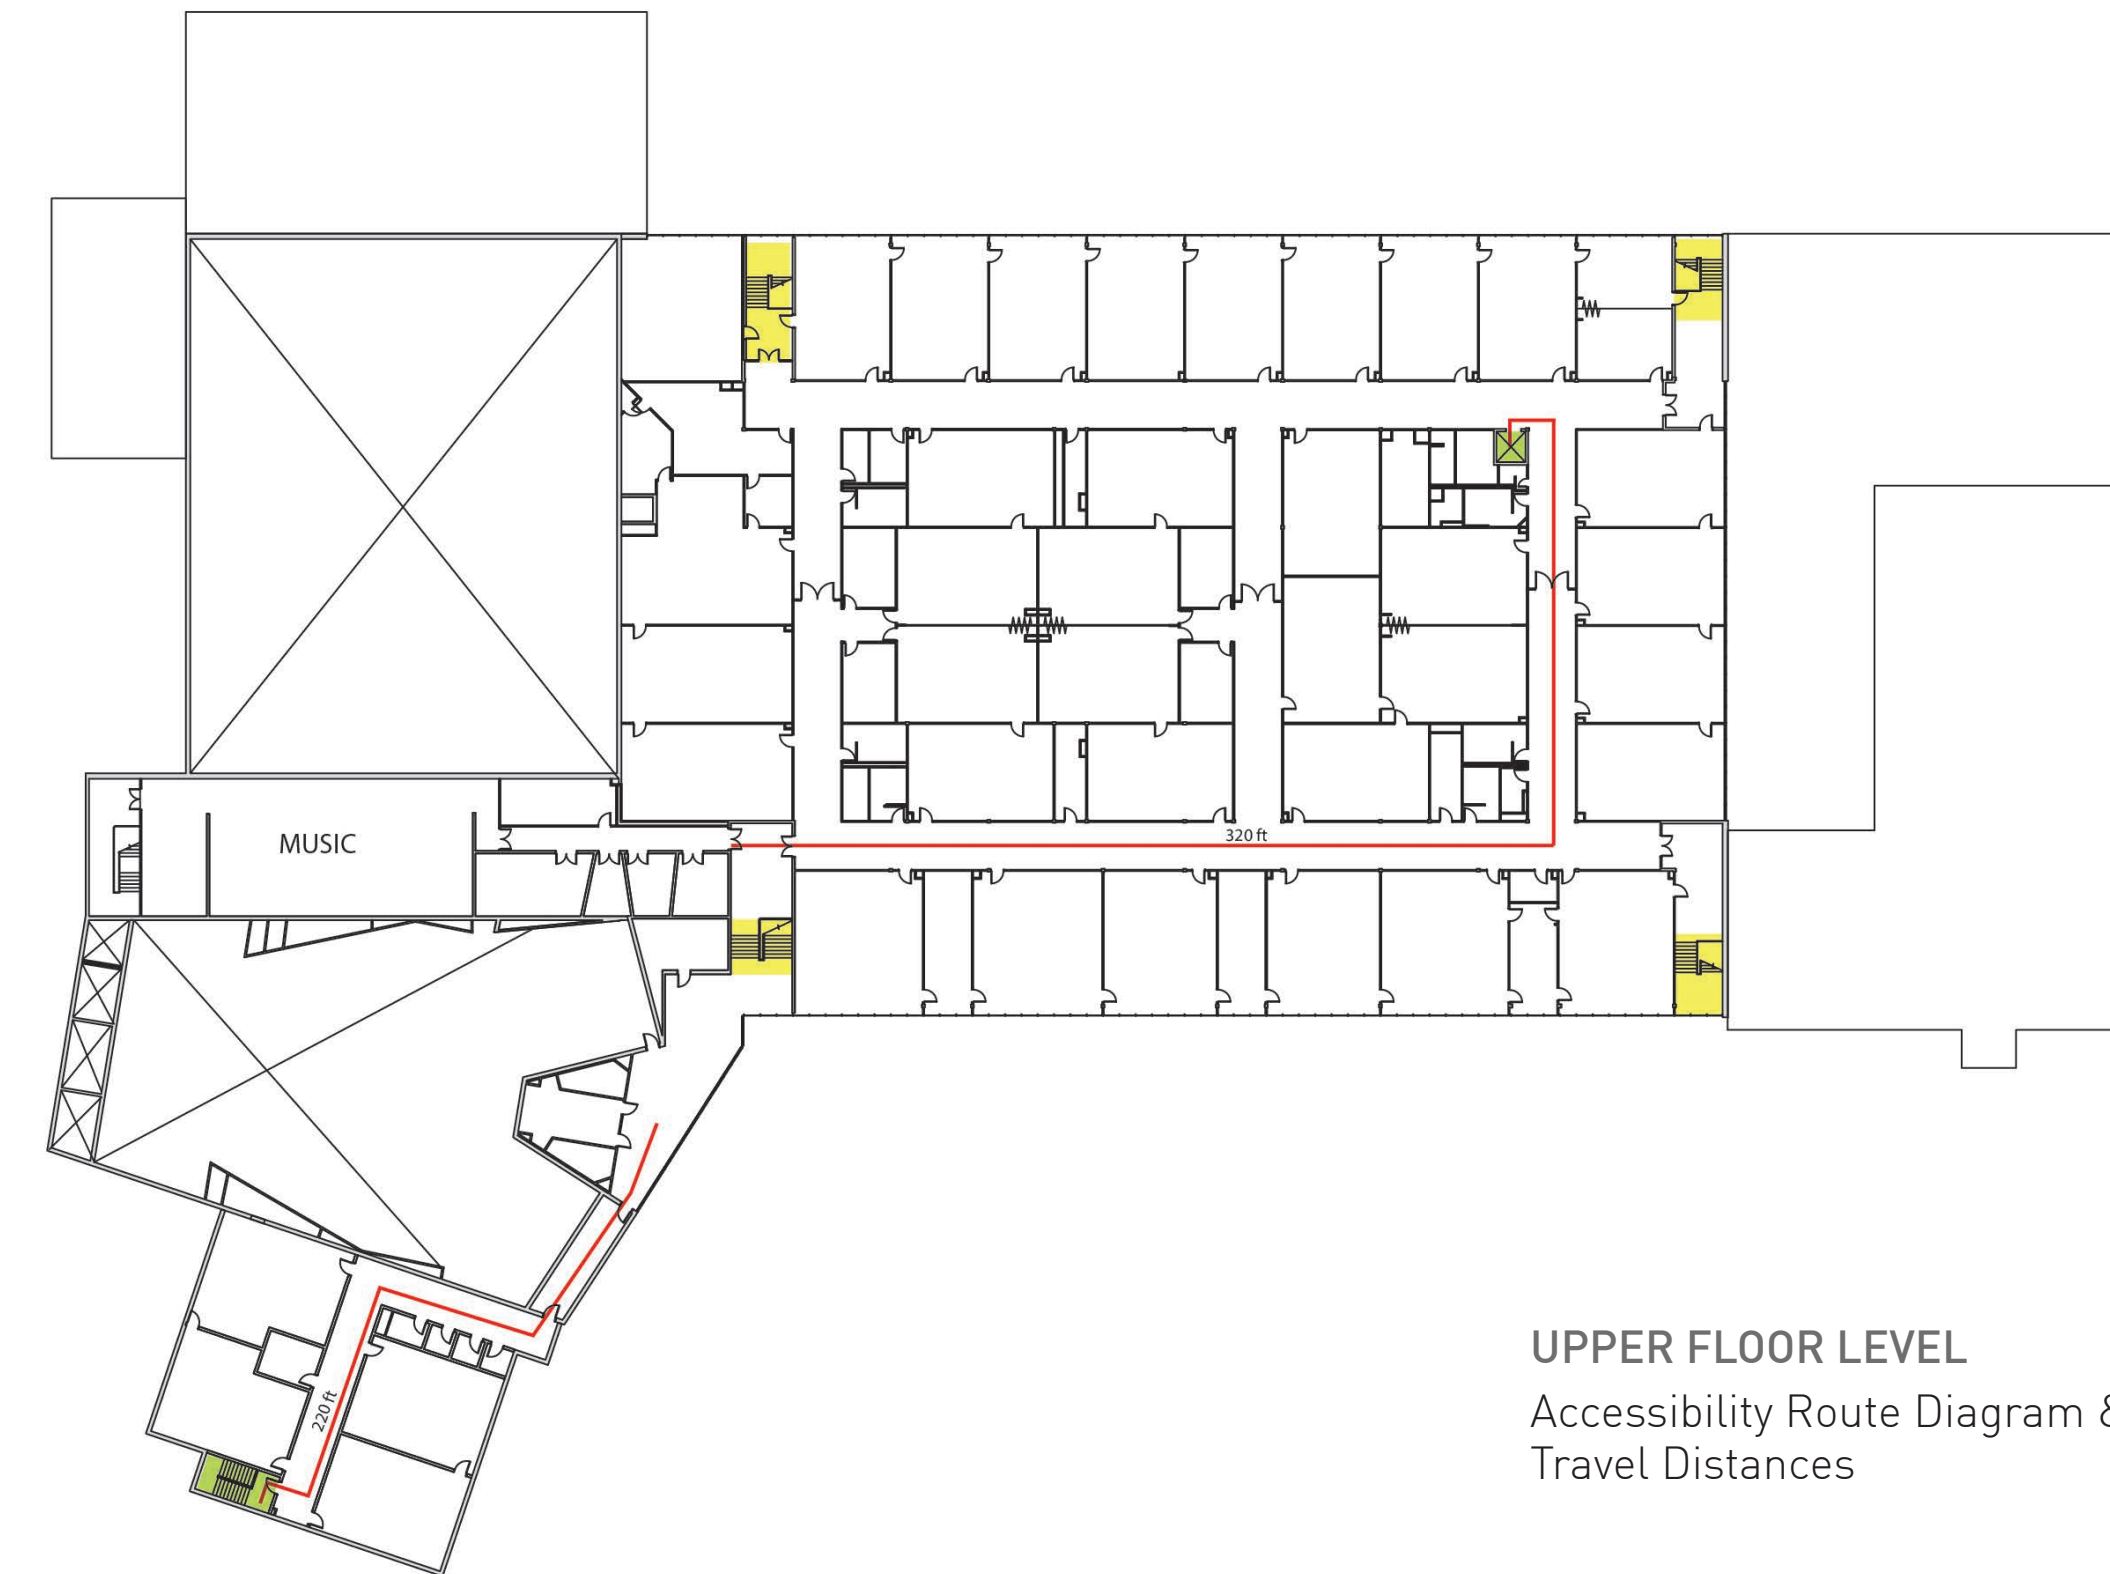 MUSIC
320 ft
220 ft
UPPER FLOOR LEVEL
Accessibility Route Diagram &
Travel Distances